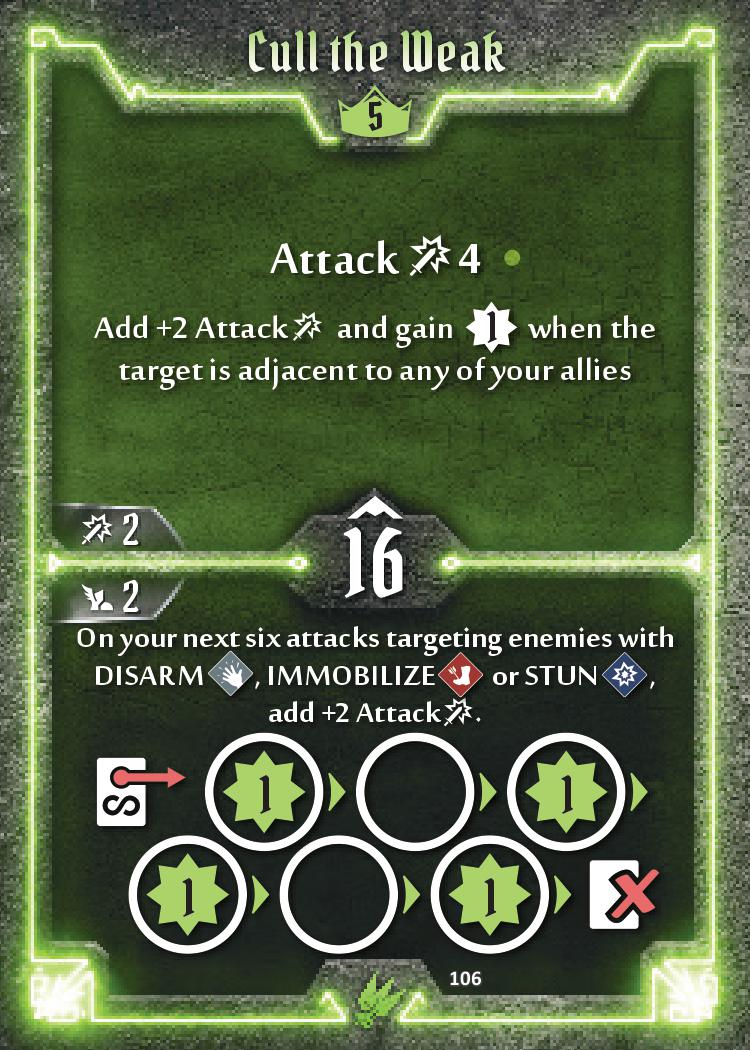 Cull the Weak
5
Attack 4
Add +2 Attack and gain 1 when the
target is adjacent to any of your allies
2
16
2
On your next six attacks targeting enemies with
DISARM , IMMOBILIZE or STUN ,
add +2 Attack .
1 1
1 1
106